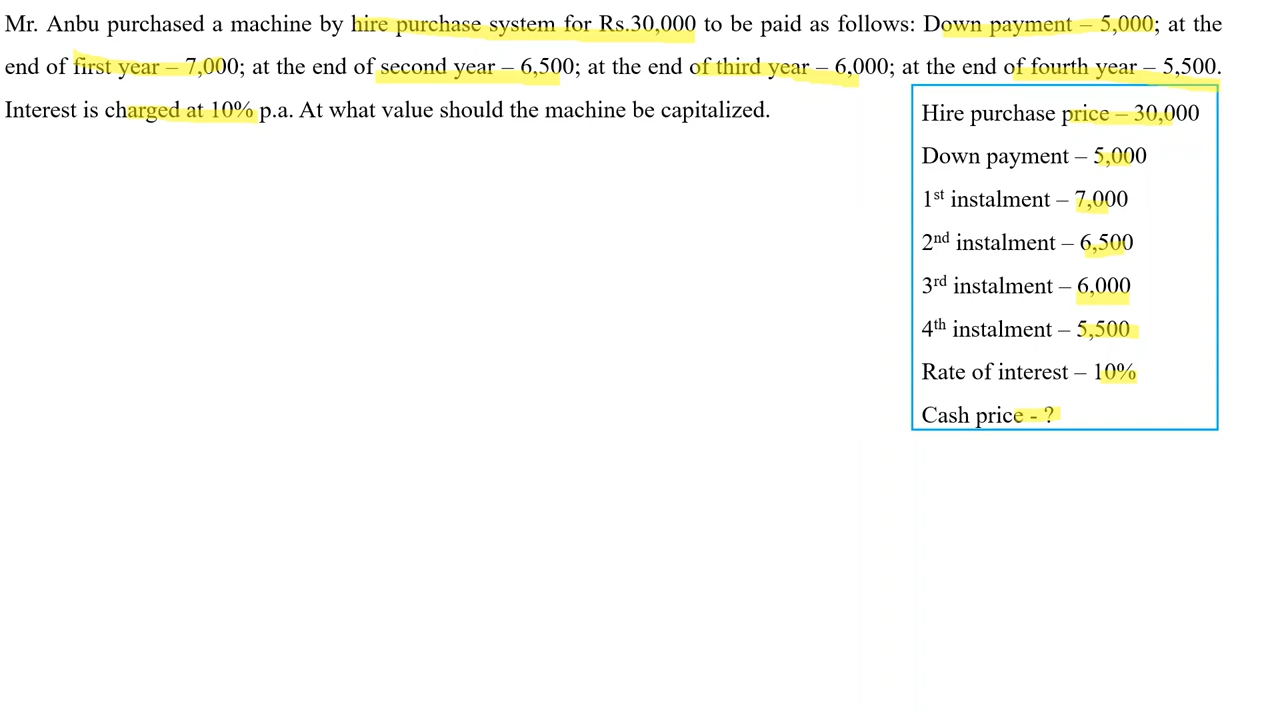 Mr. Anbu purchased a machine by hire purchase system for Rs.30,000 to be paid as follows: Down payment – 5,000; at the
end of first year – 7,000; at the end of second year – 6,500; at the end of third year – 6,000; at the end of fourth year – 5,500.
Interest is charged at 10% p.a. At what value should the machine be capitalized.
Hire purchase price – 30,000
Down payment – 5,000
1st instalment – 7,000
2nd instalment – 6,500
3rd instalment – 6,000
4th instalment – 5,500
Rate of interest – 10%
Cash price - ?